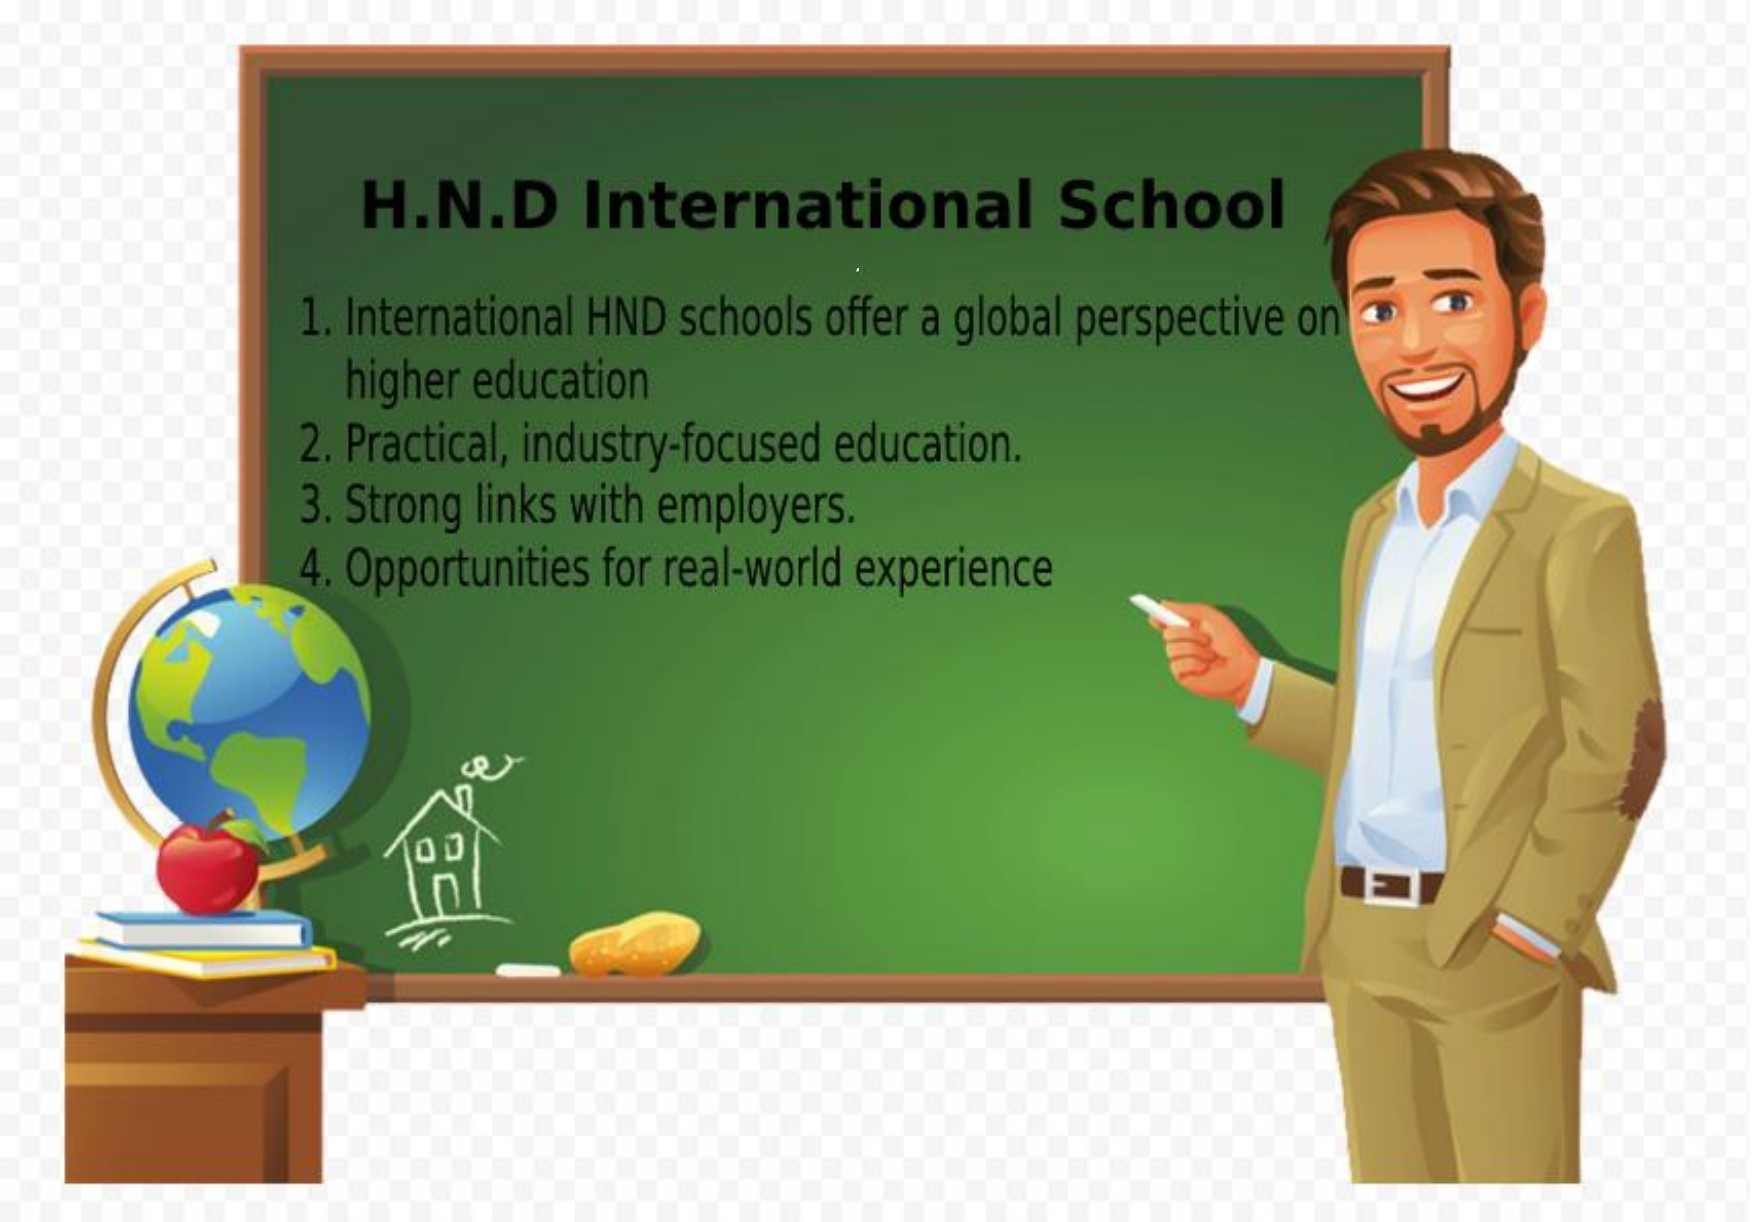 H.N.D International School
1. International HND schools offer a global perspective on
higher education
2. Practical, industry-focused education.
3. Strong links with employers.
4. Opportunities for real-world experience